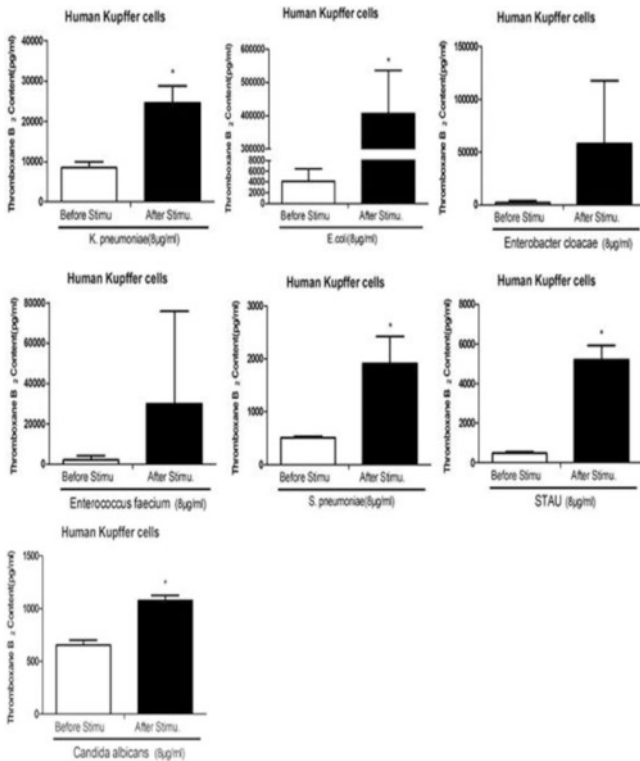 Human Kupffer cells
Thromboxane B 2 Content(pg/ml)
40000
30000
20000
10000
0
*
Before Stimu After Stimu.
K. pneumoniae(8μg/ml)
Human Kupffer cells
Thromboxane B 2 Content(pg/ml)
600000
500000
400000
300000
8000
6000
4000
2000
0
*
Before Stimu After Stimu.
E.coli(8μg/ml)
Human Kupffer cells
Thromboxane B 2 Content(pg/ml)
150000
100000
50000
0
Before Stimu After Stimu.
Enterobacter cloacae (8μg/ml)
Human Kupffer cells
Thromboxane B 2 Content(pg/ml)
80000
60000
40000
20000
0
Before Stimu After Stimu.
Enterococcus faecium (8μg/ml)
Human Kupffer cells
Thromboxane B 2 Content(pg/ml)
3000
2000
1000
0
*
Before Stimu After Stimu.
S. pneumoniae(8μg/ml)
Human Kupffer cells
Thromboxane B 2 Content(pg/ml)
8000
6000
4000
2000
0
*
Before Stimu After Stimu.
STAU (8μg/ml)
Human Kupffer cells
Thromboxane B 2 Content(pg/ml)
1500
1000
500
0
*
Before Stimu After Stimu.
Candida albicans (8μg/ml)